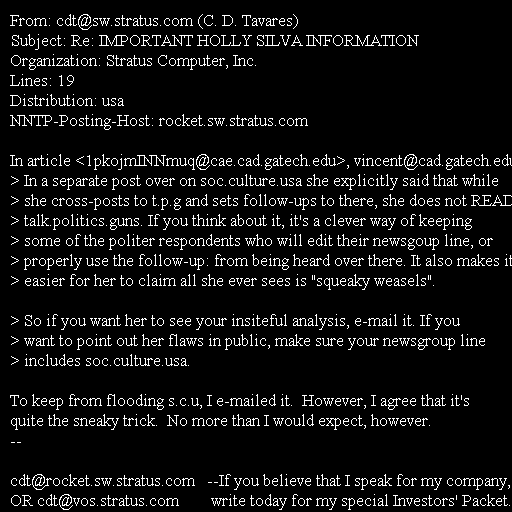 From: cdt@sw.stratus.com (C. D. Tavares)
Subject: Re: IMPORTANT HOLLY SILVA INFORMATION
Organization: Stratus Computer, Inc.
Lines: 19
Distribution: usa
NNTP-Posting-Host: rocket.sw.stratus.com

In article <1pkojmINNmuq@cae.cad.gatech.edu>, vincent@cad.gatech.edu
> In a separate post over on soc.culture.usa she explicitly said that while
> she cross-posts to t.p.g and sets follow-ups to there, she does not READ
> talk.politics.guns. If you think about it, it's a clever way of keeping
> some of the politer respondents who will edit their newsgoup line, or
> properly use the follow-up: from being heard over there. It also makes it
> easier for her to claim all she ever sees is "squeaky weasels".

> So if you want her to see your insiteful analysis, e-mail it. If you
> want to point out her flaws in public, make sure your newsgroup line
> includes soc.culture.usa.

To keep from flooding s.c.u, I e-mailed it.  However, I agree that it's
quite the sneaky trick.  No more than I would expect, however.
--

cdt@rocket.sw.stratus.com   --If you believe that I speak for my company,
OR cdt@vos.stratus.com        write today for my special Investors' Packet...